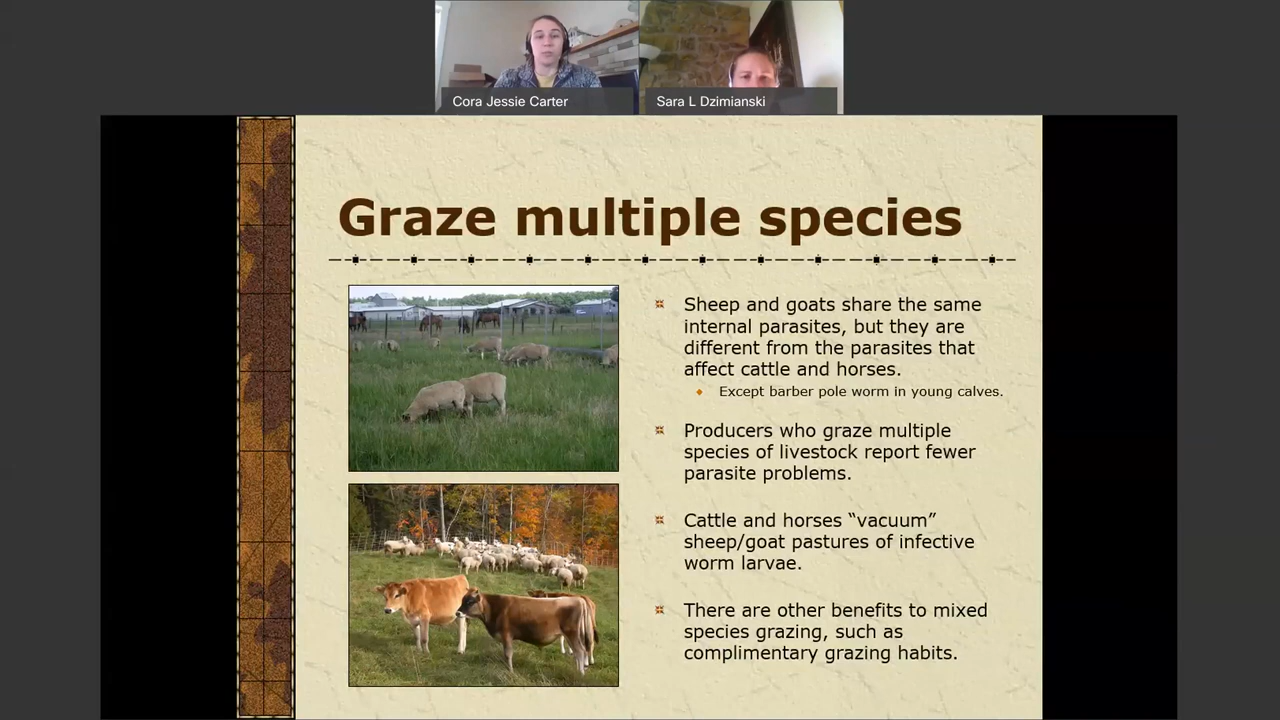 Cora Jessie Carter
Sara L Dzimianski
Graze multiple species
Sheep and goats share the same
internal parasites, but they are
different from the parasites that
affect cattle and horses.
Except barber pole worm in young calves.
Producers who graze multiple
species of livestock report fewer
parasite problems.
Cattle and horses “vacuum”
sheep/goat pastures of infective
worm larvae.
There are other benefits to mixed
species grazing, such as
complimentary grazing habits.